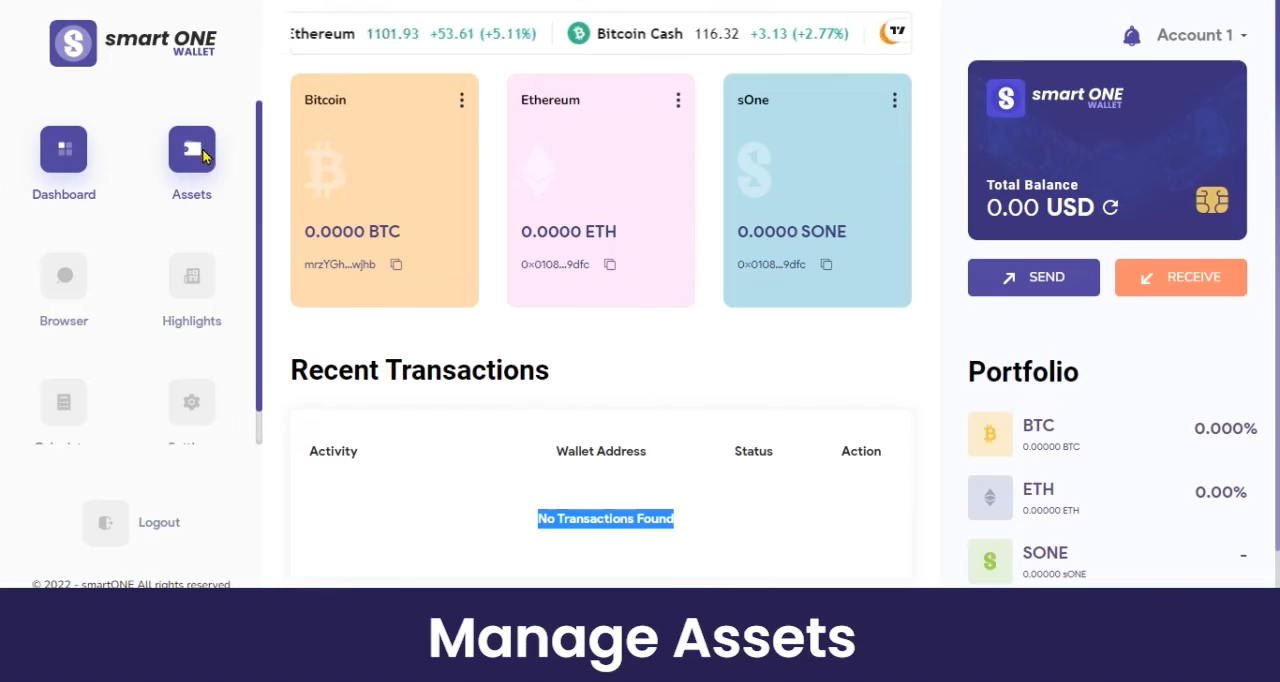 smart ONE
WALLET
Dashboard
Assets
Browser
Highlights
Logout
© 2022 - smartONE All rights reserved
Ethereum 1101.93 +53.61 (+5.11%) Bitcoin Cash 116.32 +3.13 (+2.77%)
Bitcoin
0.0000 BTC
mrzYGh...wjhb
Ethereum
0.0000 ETH
0x0108...9dfc
sOne
0.0000 SONE
0x0108...9dfc
Recent Transactions
Activity Wallet Address Status Action
No Transactions Found
Account 1
smart ONE
WALLET
Total Balance
0.00 USD
SEND
RECEIVE
Portfolio
BTC 0.000%
0.00000 BTC
ETH 0.00%
0.00000 ETH
SONE -
0.00000 sONE
Manage Assets